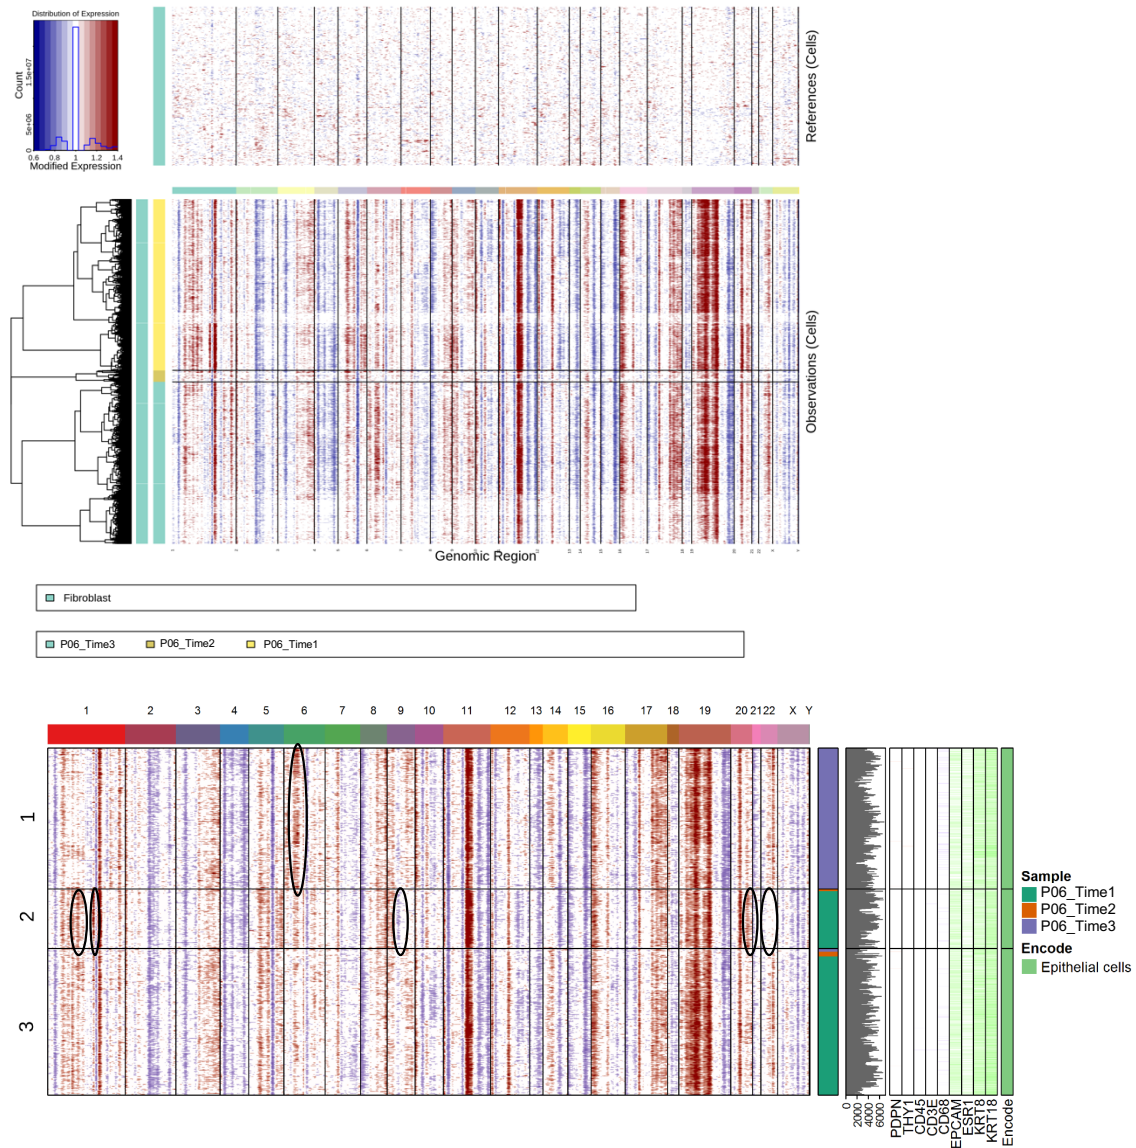 Distribution of Expression
Count
0 5e+06 1.5e+07
0.6 0.8 1 1.2 1.4
Modified Expression
References (Cells)
Observations (Cells)
Genomic Region
Fibroblast
P06_Time3 P06_Time2 P06_Time1
1 2 3 4 5 6 7 8 9 10 11 12 13 14 15 16 17 18 19 20 21 22 X Y
1
2
3
Sample
P06_Time1
P06_Time2
P06_Time3
Encode
Epithelial cells
0 2000 4000 6000
PDPN
THY1
CD45
CD3E
CD68
EPCAM
ESR1
KRT8
KRT18
Encode